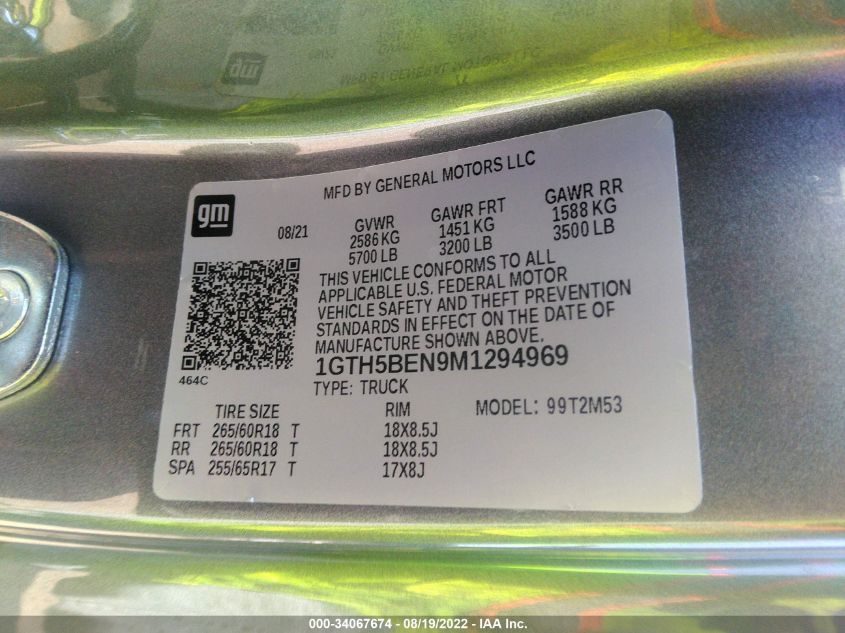 MFD BY GENERAL MOTORS LLC
gm
08/21
GVWR
2586 KG
5700 LB
GAWR FRT
1451 KG
3200 LB
GAWR RR
1588 KG
3500 LB
THIS VEHICLE CONFORMS TO ALL
APPLICABLE U.S. FEDERAL MOTOR
VEHICLE SAFETY AND THEFT PREVENTION
STANDARDS IN EFFECT ON THE DATE OF
MANUFACTURE SHOWN ABOVE.
464C
1GTH5BEN9M1294969
TYPE: TRUCK
TIRE SIZE RIM MODEL: 99T2M53
FRT 265/60R18 T 18X8.5J
RR 265/60R18 T 18X8.5J
SPA 255/65R17 T 17X8J
000-34067674 - 08/19/2022 - IAAI.com